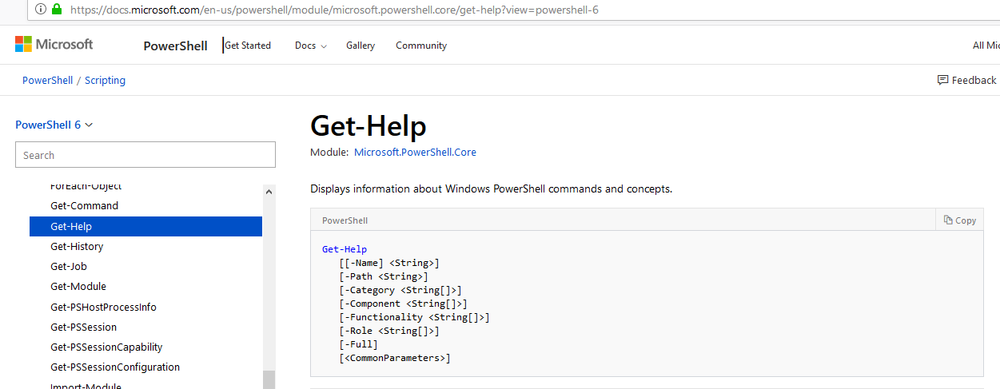 https://docs.microsoft.com/en-us/powershell/module/microsoft.powershell.core/get-help?view=powershell-6
Microsoft PowerShell Get Started Docs Gallery Community All Mic
PowerShell / Scripting Feedback
PowerShell 6
Search
ForEach-Object
Get-Command
Get-Help
Get-History
Get-Job
Get-Module
Get-PSHostProcessInfo
Get-PSSession
Get-PSSessionCapability
Get-PSSessionConfiguration
Import-Module
Get-Help
Module: Microsoft.PowerShell.Core
Displays information about Windows PowerShell commands and concepts.
PowerShell Copy
Get-Help
[[-Name] <String>]
[-Path <String>]
[-Category <String[]>]
[-Component <String[]>]
[-Functionality <String[]>]
[-Role <String[]>]
[-Full]
[<CommonParameters>]